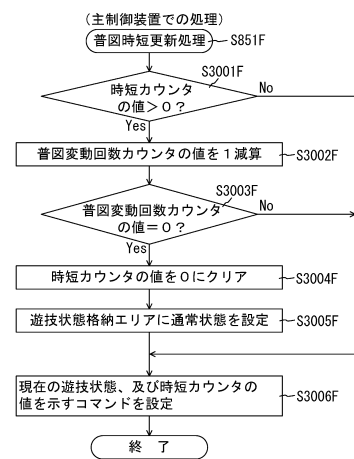 (主制御装置での処理)
普図時短更新処理
S851F
S3001F
時短カウンタ
の値>0?
No
Yes
普図変動回数カウンタの値を1減算
S3002F
S3003F
普図変動回数カウンタ
の値=0?
No
Yes
時短カウンタの値を0にクリア
S3004F
遊技状態格納エリアに通常状態を設定
S3005F
現在の遊技状態、及び時短カウンタの
値を示すコマンドを設定
S3006F
終 了